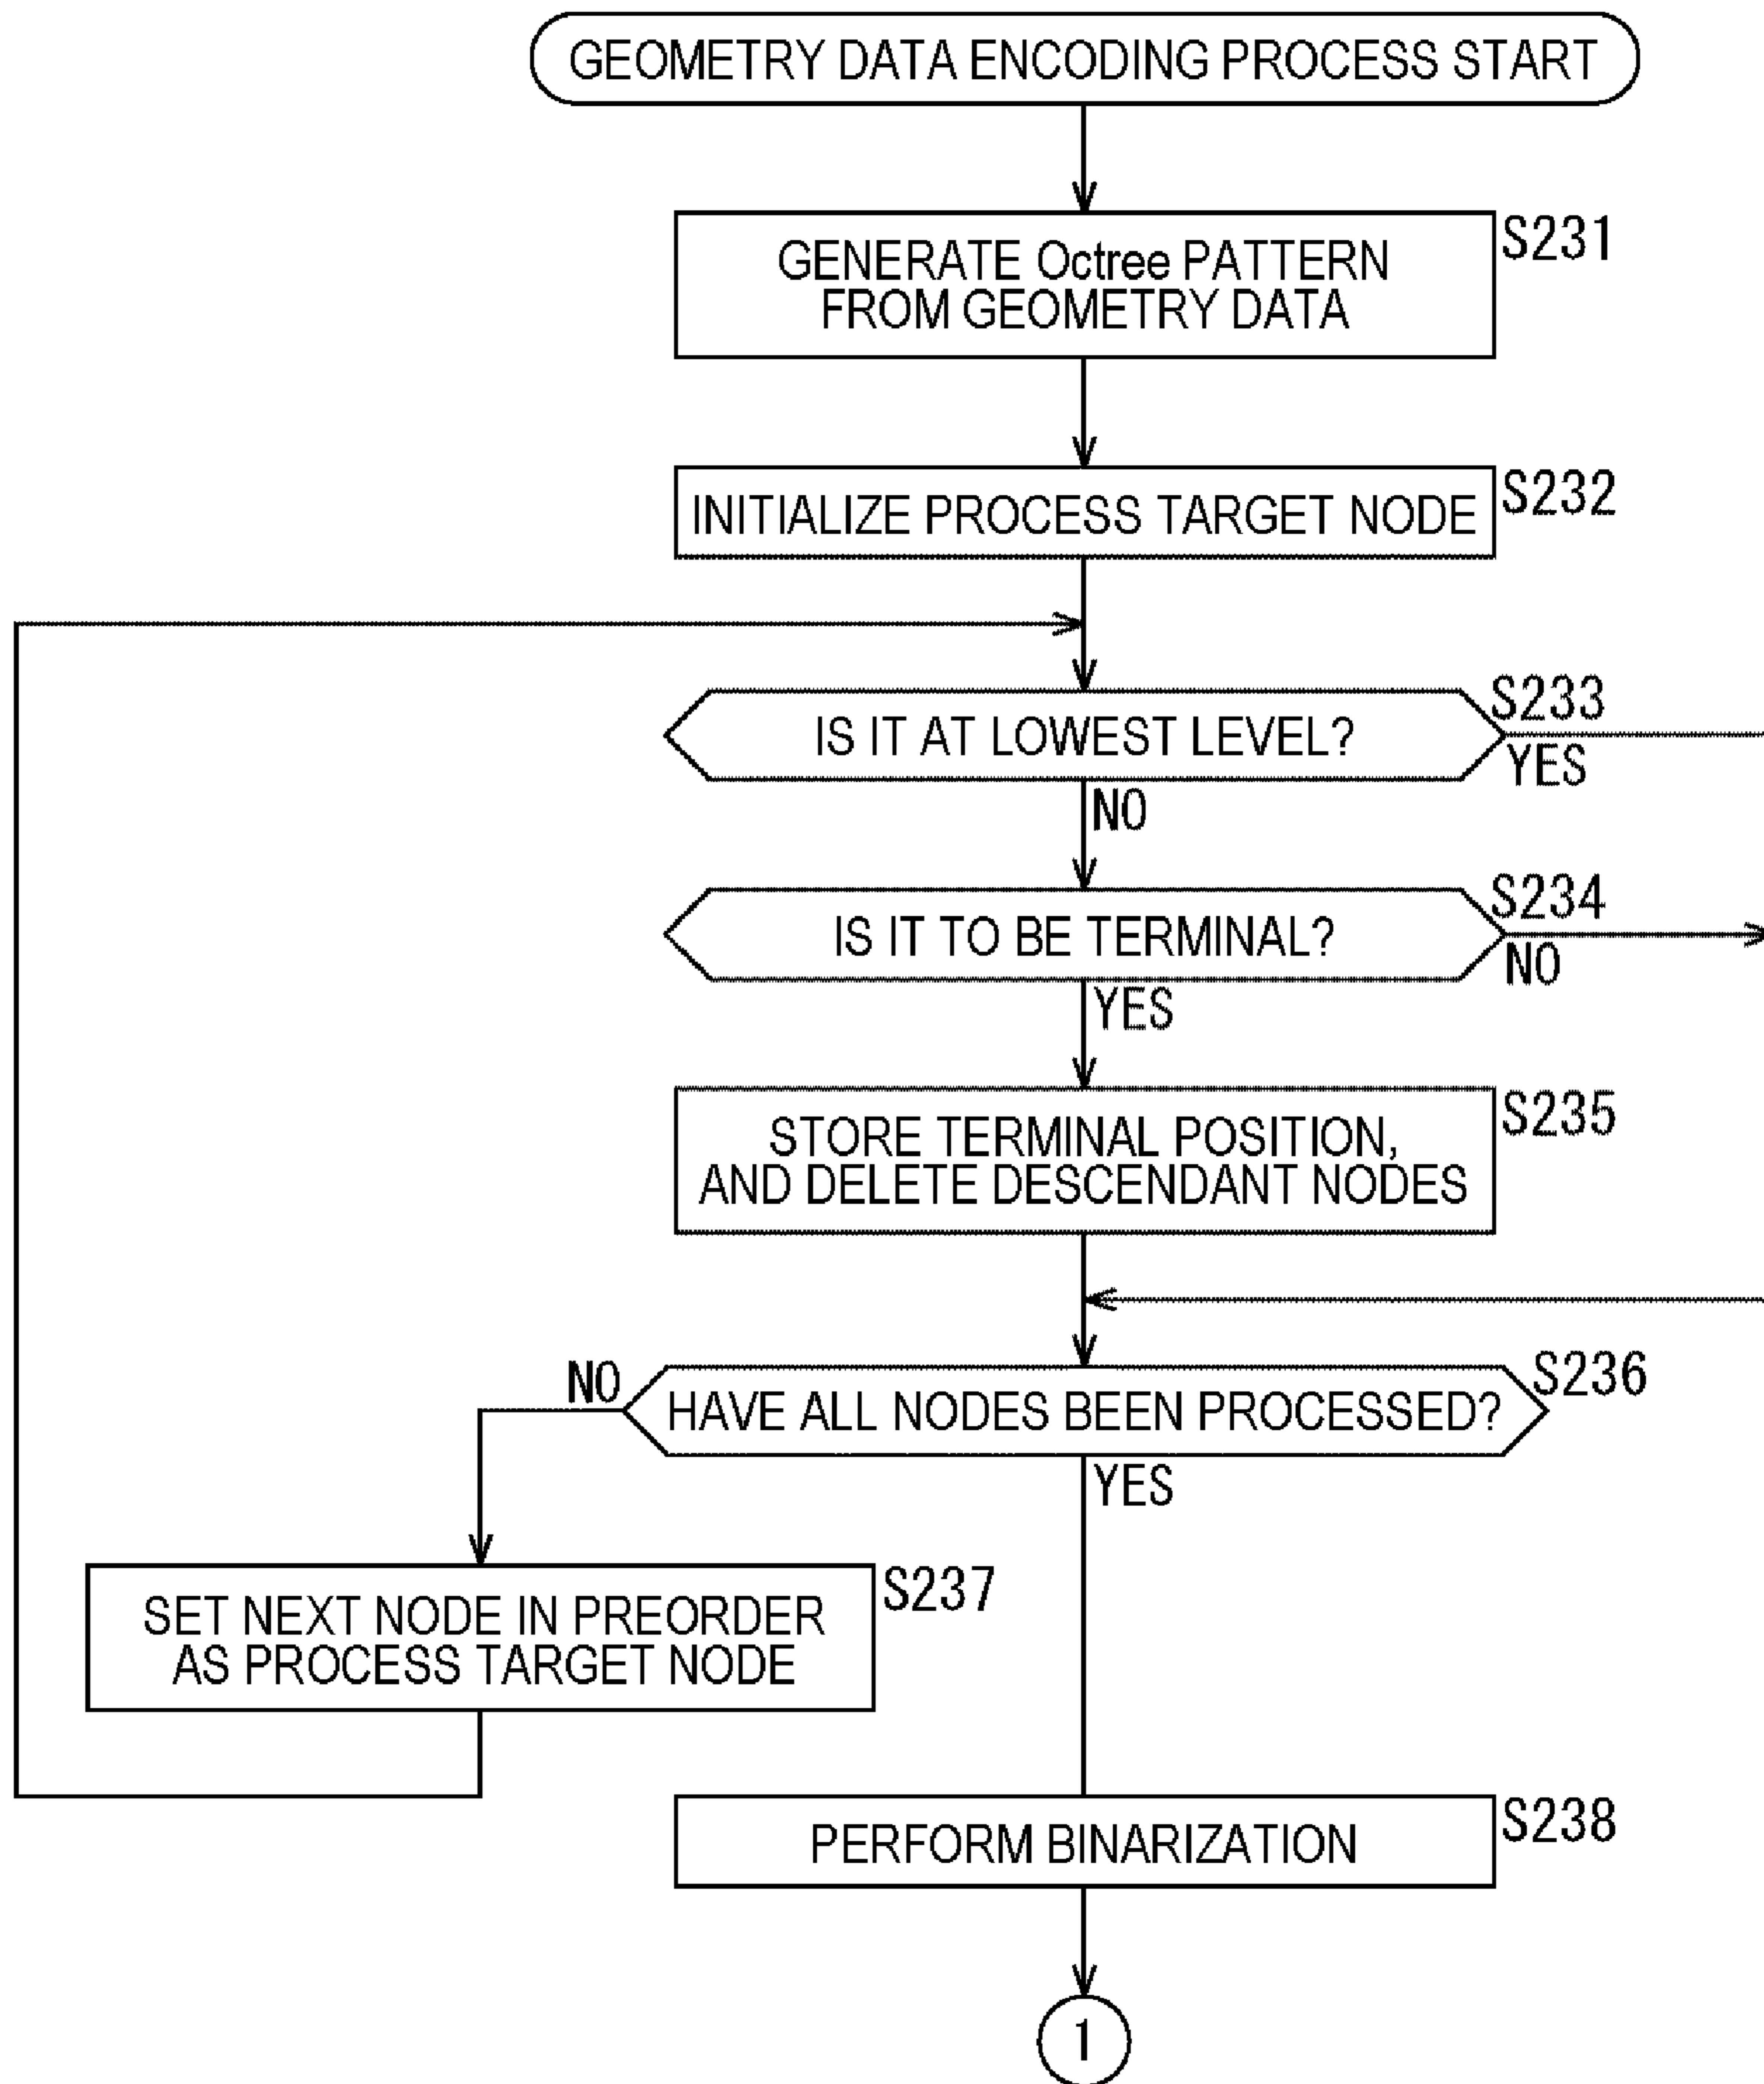 GEOMETRY DATA ENCODING PROCESS START
GENERATE Octree PATTERN
FROM GEOMETRY DATA
S231
INITIALIZE PROCESS TARGET NODE
S232
IS IT AT LOWEST LEVEL?
S233
YES
NO
IS IT TO BE TERMINAL?
S234
NO
YES
STORE TERMINAL POSITION,
AND DELETE DESCENDANT NODES
S235
NO
HAVE ALL NODES BEEN PROCESSED?
S236
YES
SET NEXT NODE IN PREORDER
AS PROCESS TARGET NODE
S237
PERFORM BINARIZATION
S238
1